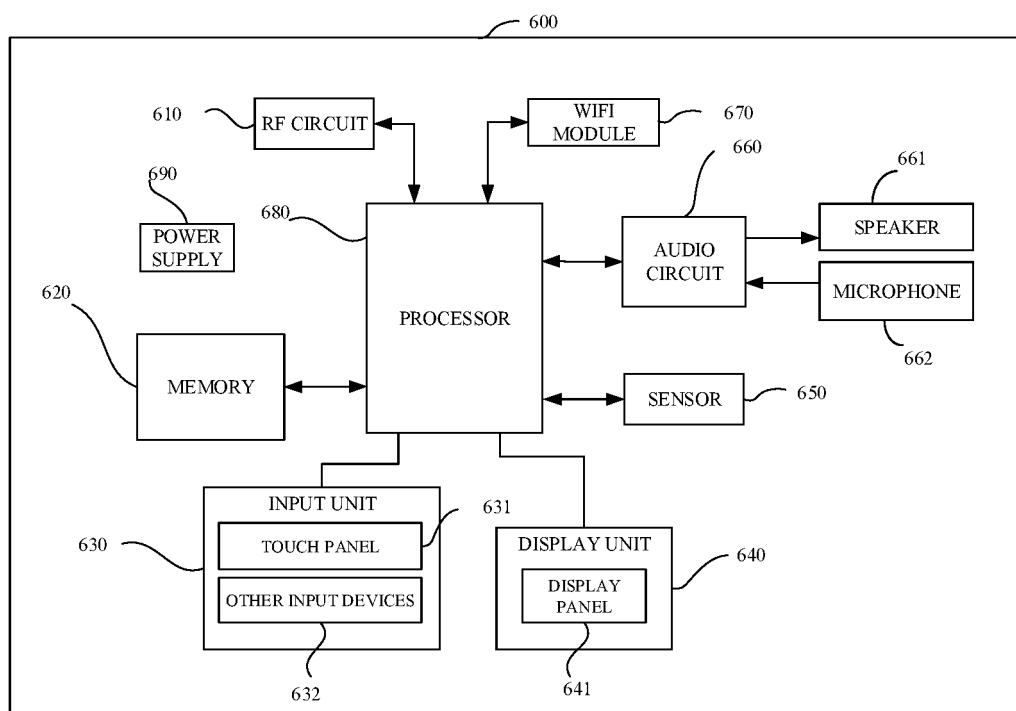 600
610
RF CIRCUIT
WIFI
MODULE
670
660
661
690
680
SPEAKER
POWER
SUPPLY
AUDIO
CIRCUIT
MICROPHONE
620
PROCESSOR
662
MEMORY
SENSOR
650
INPUT UNIT
631
630
TOUCH PANEL
DISPLAY UNIT
640
OTHER INPUT DEVICES
DISPLAY
PANEL
632
641